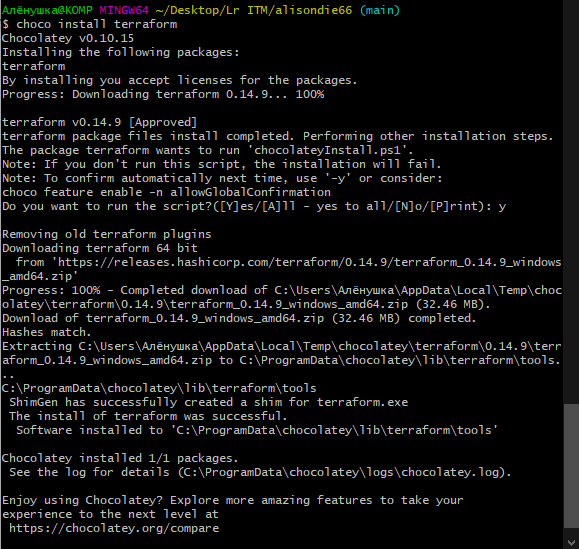 Алёнушка@KOMP MINGW64 ~/Desktop/Lr ITM/alisondie66 (main)
$ choco install terraform
Chocolatey v0.10.15
Installing the following packages:
terraform
By installing you accept licenses for the packages.
Progress: Downloading terraform 0.14.9... 100%
terraform v0.14.9 [Approved]
terraform package files install completed. Performing other installation steps.
The package terraform wants to run 'chocolateyInstall.ps1'.
Note: If you don't run this script, the installation will fail.
Note: To confirm automatically next time, use '-y' or consider:
choco feature enable -n allowGlobalConfirmation
Do you want to run the script?([Y]es/[A]ll - yes to all/[N]o/[P]rint): y
Removing old terraform plugins
Downloading terraform 64 bit
  from 'https://releases.hashicorp.com/terraform/0.14.9/terraform_0.14.9_windows
_amd64.zip'
Progress: 100% - Completed download of C:\Users\Алёнушка\AppData\Local\Temp\choc
olatey\terraform\0.14.9\terraform_0.14.9_windows_amd64.zip (32.46 MB).
Download of terraform_0.14.9_windows_amd64.zip (32.46 MB) completed.
Hashes match.
Extracting C:\Users\Алёнушка\AppData\Local\Temp\chocolatey\terraform\0.14.9\terr
aform_0.14.9_windows_amd64.zip to C:\ProgramData\chocolatey\lib\terraform\tools.
..
C:\ProgramData\chocolatey\lib\terraform\tools
 ShimGen has successfully created a shim for terraform.exe
 The install of terraform was successful.
  Software installed to 'C:\ProgramData\chocolatey\lib\terraform\tools'
Chocolatey installed 1/1 packages.
 See the log for details (C:\ProgramData\chocolatey\logs\chocolatey.log).
Enjoy using Chocolatey? Explore more amazing features to take your
experience to the next level at
 https://chocolatey.org/compare